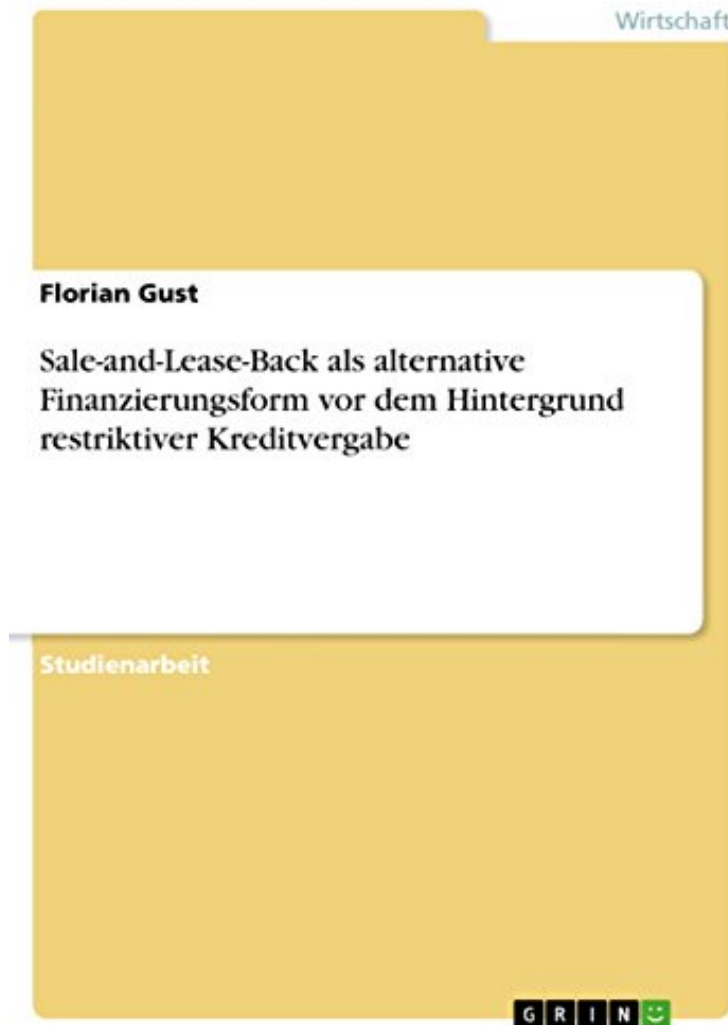 Wirtschaft
Florian Gust
Sale-and-Lease-Back als alternative
Finanzierungsform vor dem Hintergrund
restriktiver Kreditvergabe
Studienarbeit
GRIN